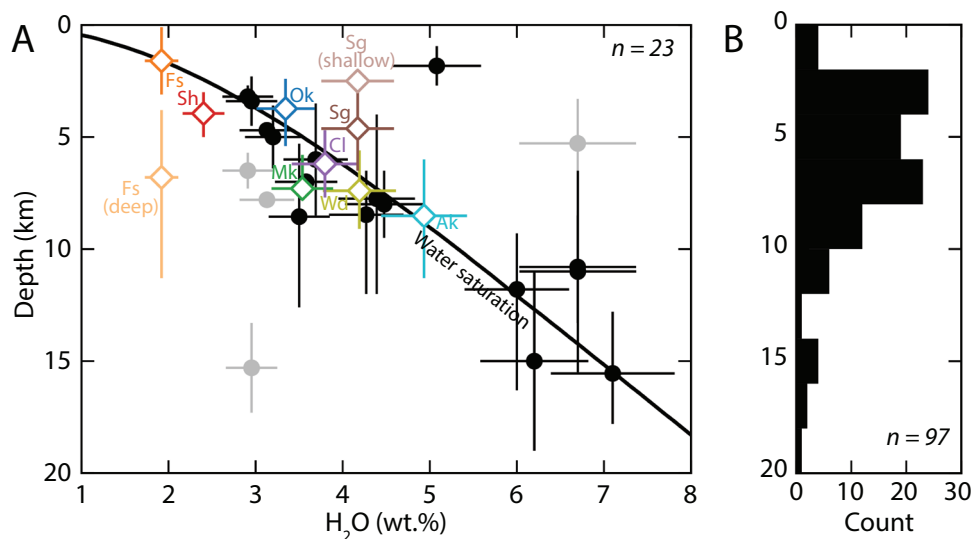 A
B
n = 23
Sg
(shallow)
Fs
Sh
Ok
Sg
Cl
Mk
Wd
Fs
(deep)
Ak
Water saturation
0
5
10
15
20
Depth (km)
1
2
3
4
5
6
7
8
H₂O (wt.%)
0
5
10
15
20
n = 97
0
10
20
30
Count